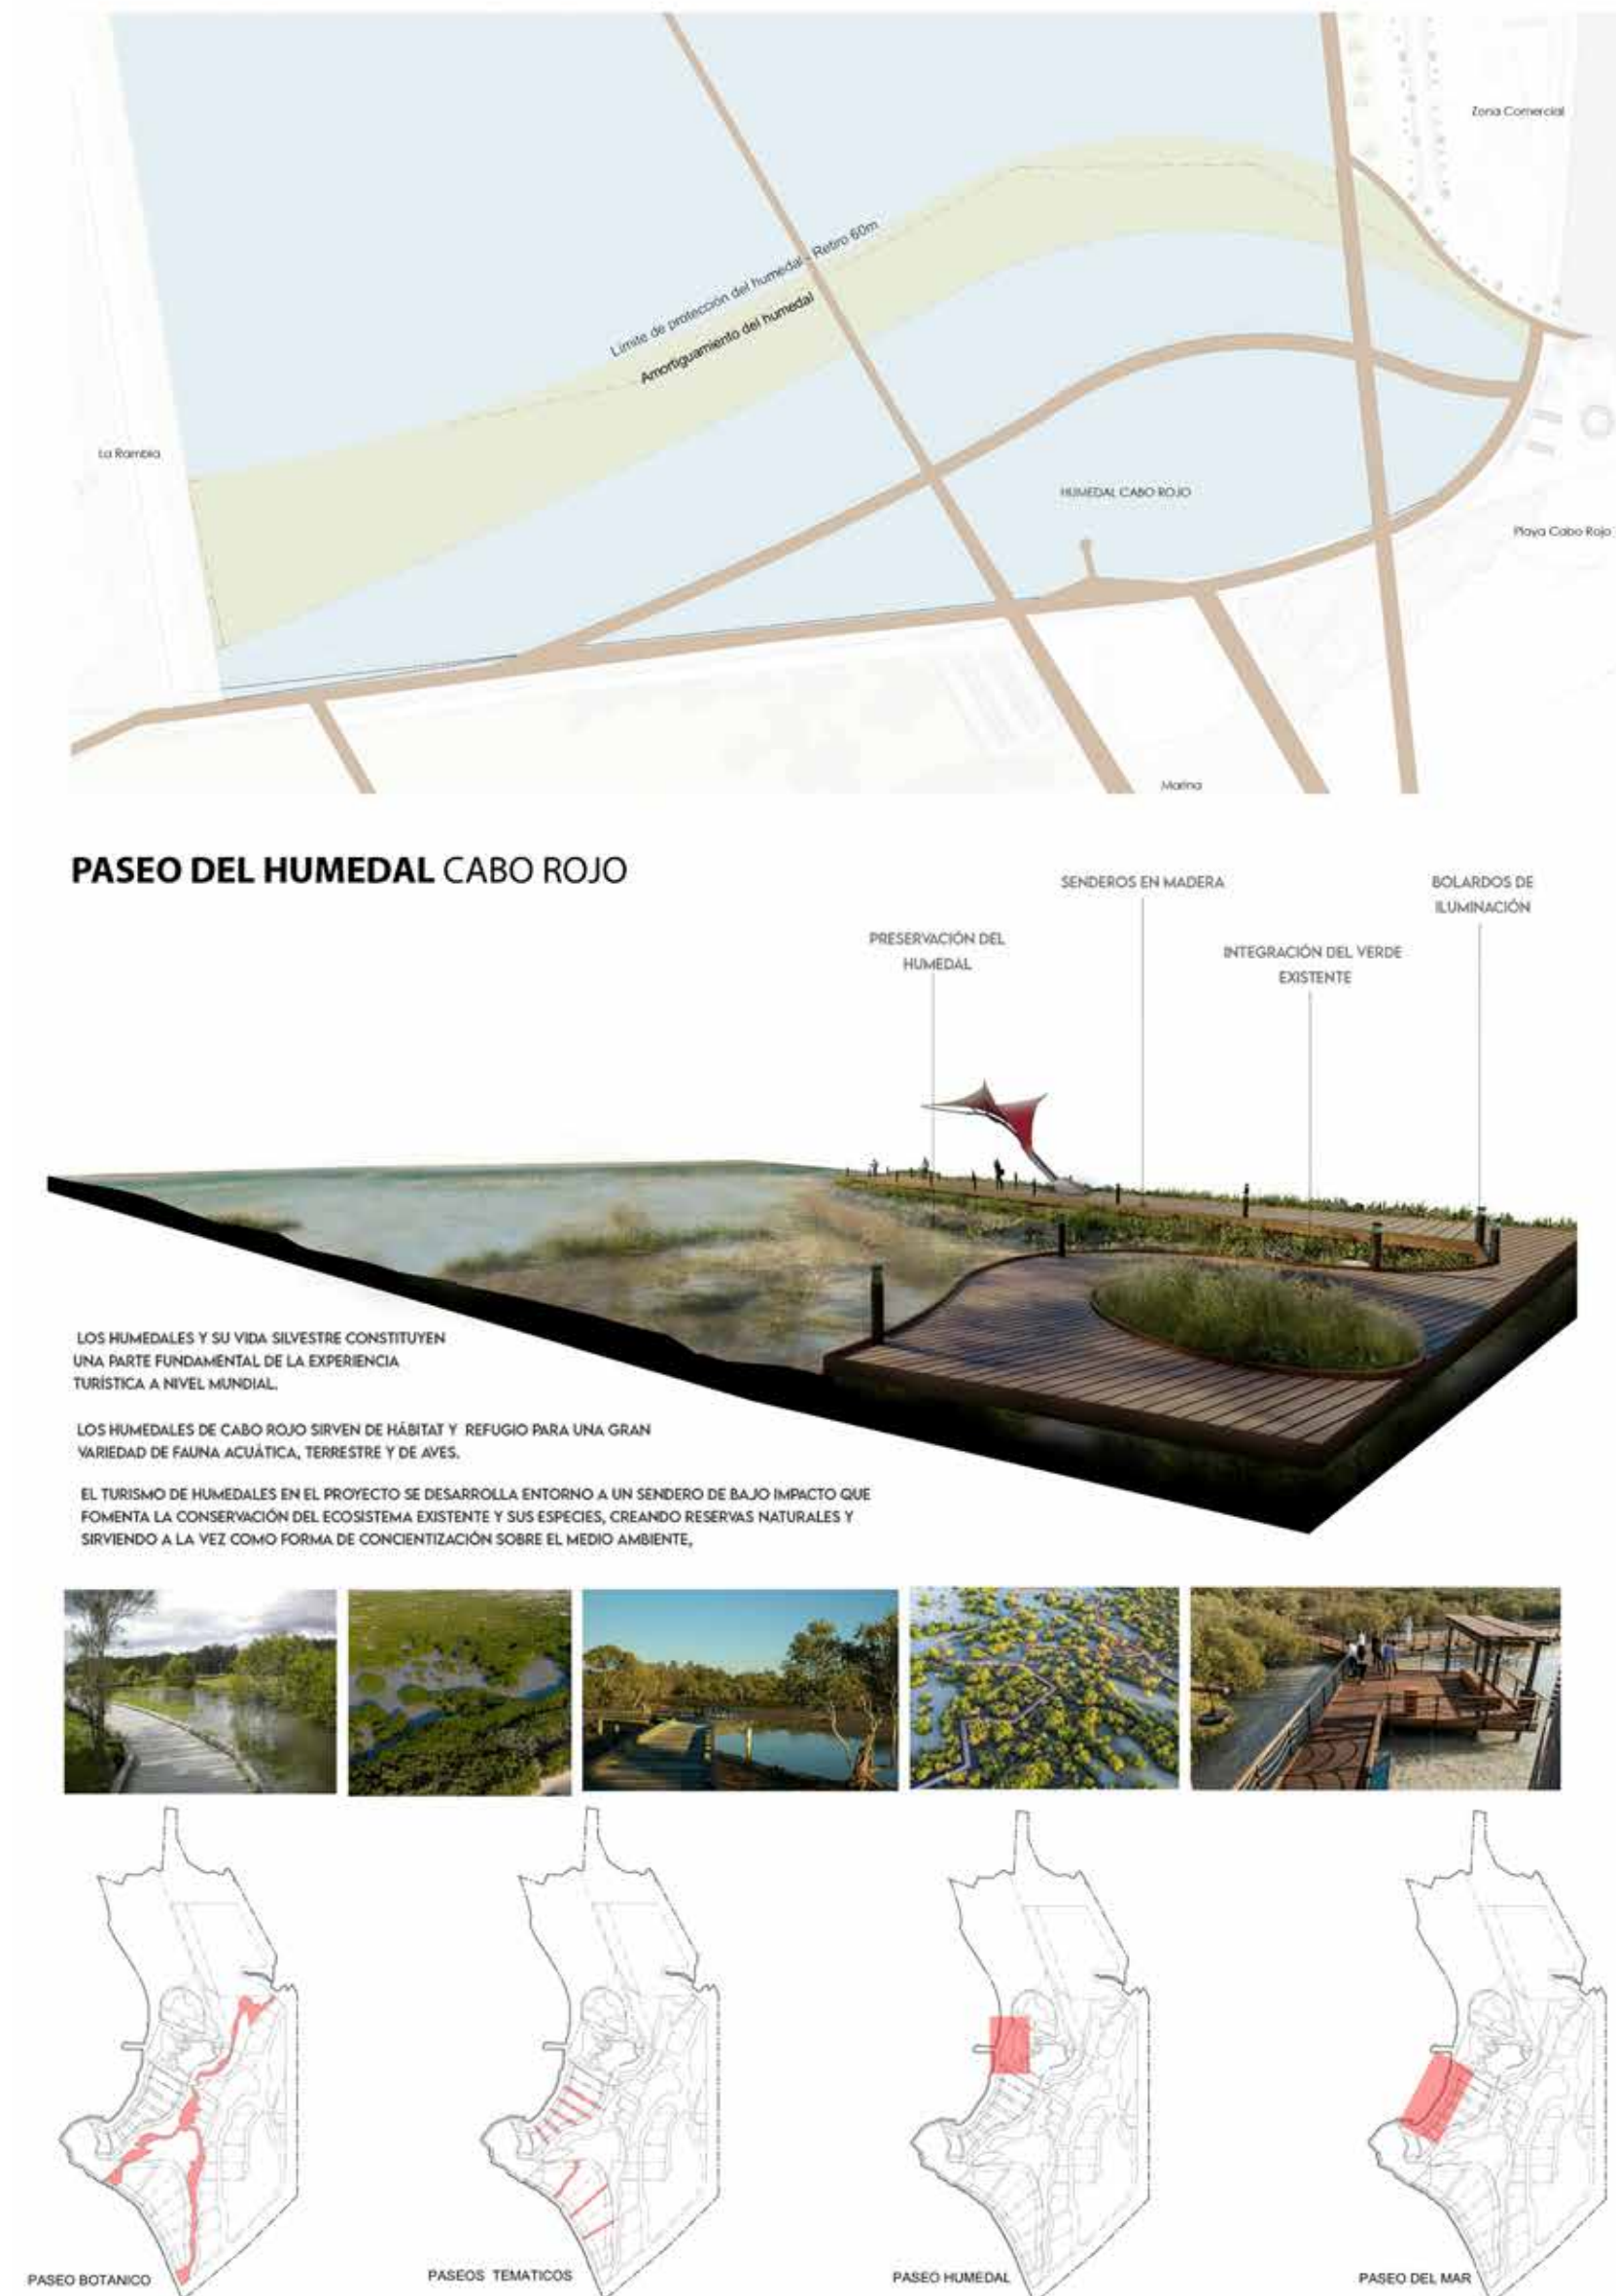 Zona Comercial
Límite de protección del humedal - Retiro 60m
Amortiguamiento del humedal
La Rambla
HUMEDAL CABO ROJO
Playa Cabo Rojo
Marina
PASEO DEL HUMEDAL CABO ROJO
SENDEROS EN MADERA
BOLARDOS DE
ILUMINACIÓN
PRESERVACIÓN DEL
HUMEDAL
INTEGRACIÓN DEL VERDE
EXISTENTE
LOS HUMEDALES Y SU VIDA SILVESTRE CONSTITUYEN
UNA PARTE FUNDAMENTAL DE LA EXPERIENCIA
TURÍSTICA A NIVEL MUNDIAL.
LOS HUMEDALES DE CABO ROJO SIRVEN DE HÁBITAT Y REFUGIO PARA UNA GRAN
VARIEDAD DE FAUNA ACUÁTICA, TERRESTRE Y DE AVES.
EL TURISMO DE HUMEDALES EN EL PROYECTO SE DESARROLLA ENTORNO A UN SENDERO DE BAJO IMPACTO QUE
FOMENTA LA CONSERVACIÓN DEL ECOSISTEMA EXISTENTE Y SUS ESPECIES, CREANDO RESERVAS NATURALES Y
SIRVIENDO A LA VEZ COMO FORMA DE CONCIENTIZACIÓN SOBRE EL MEDIO AMBIENTE,
PASEO BOTANICO
PASEOS TEMATICOS
PASEO HUMEDAL
PASEO DEL MAR